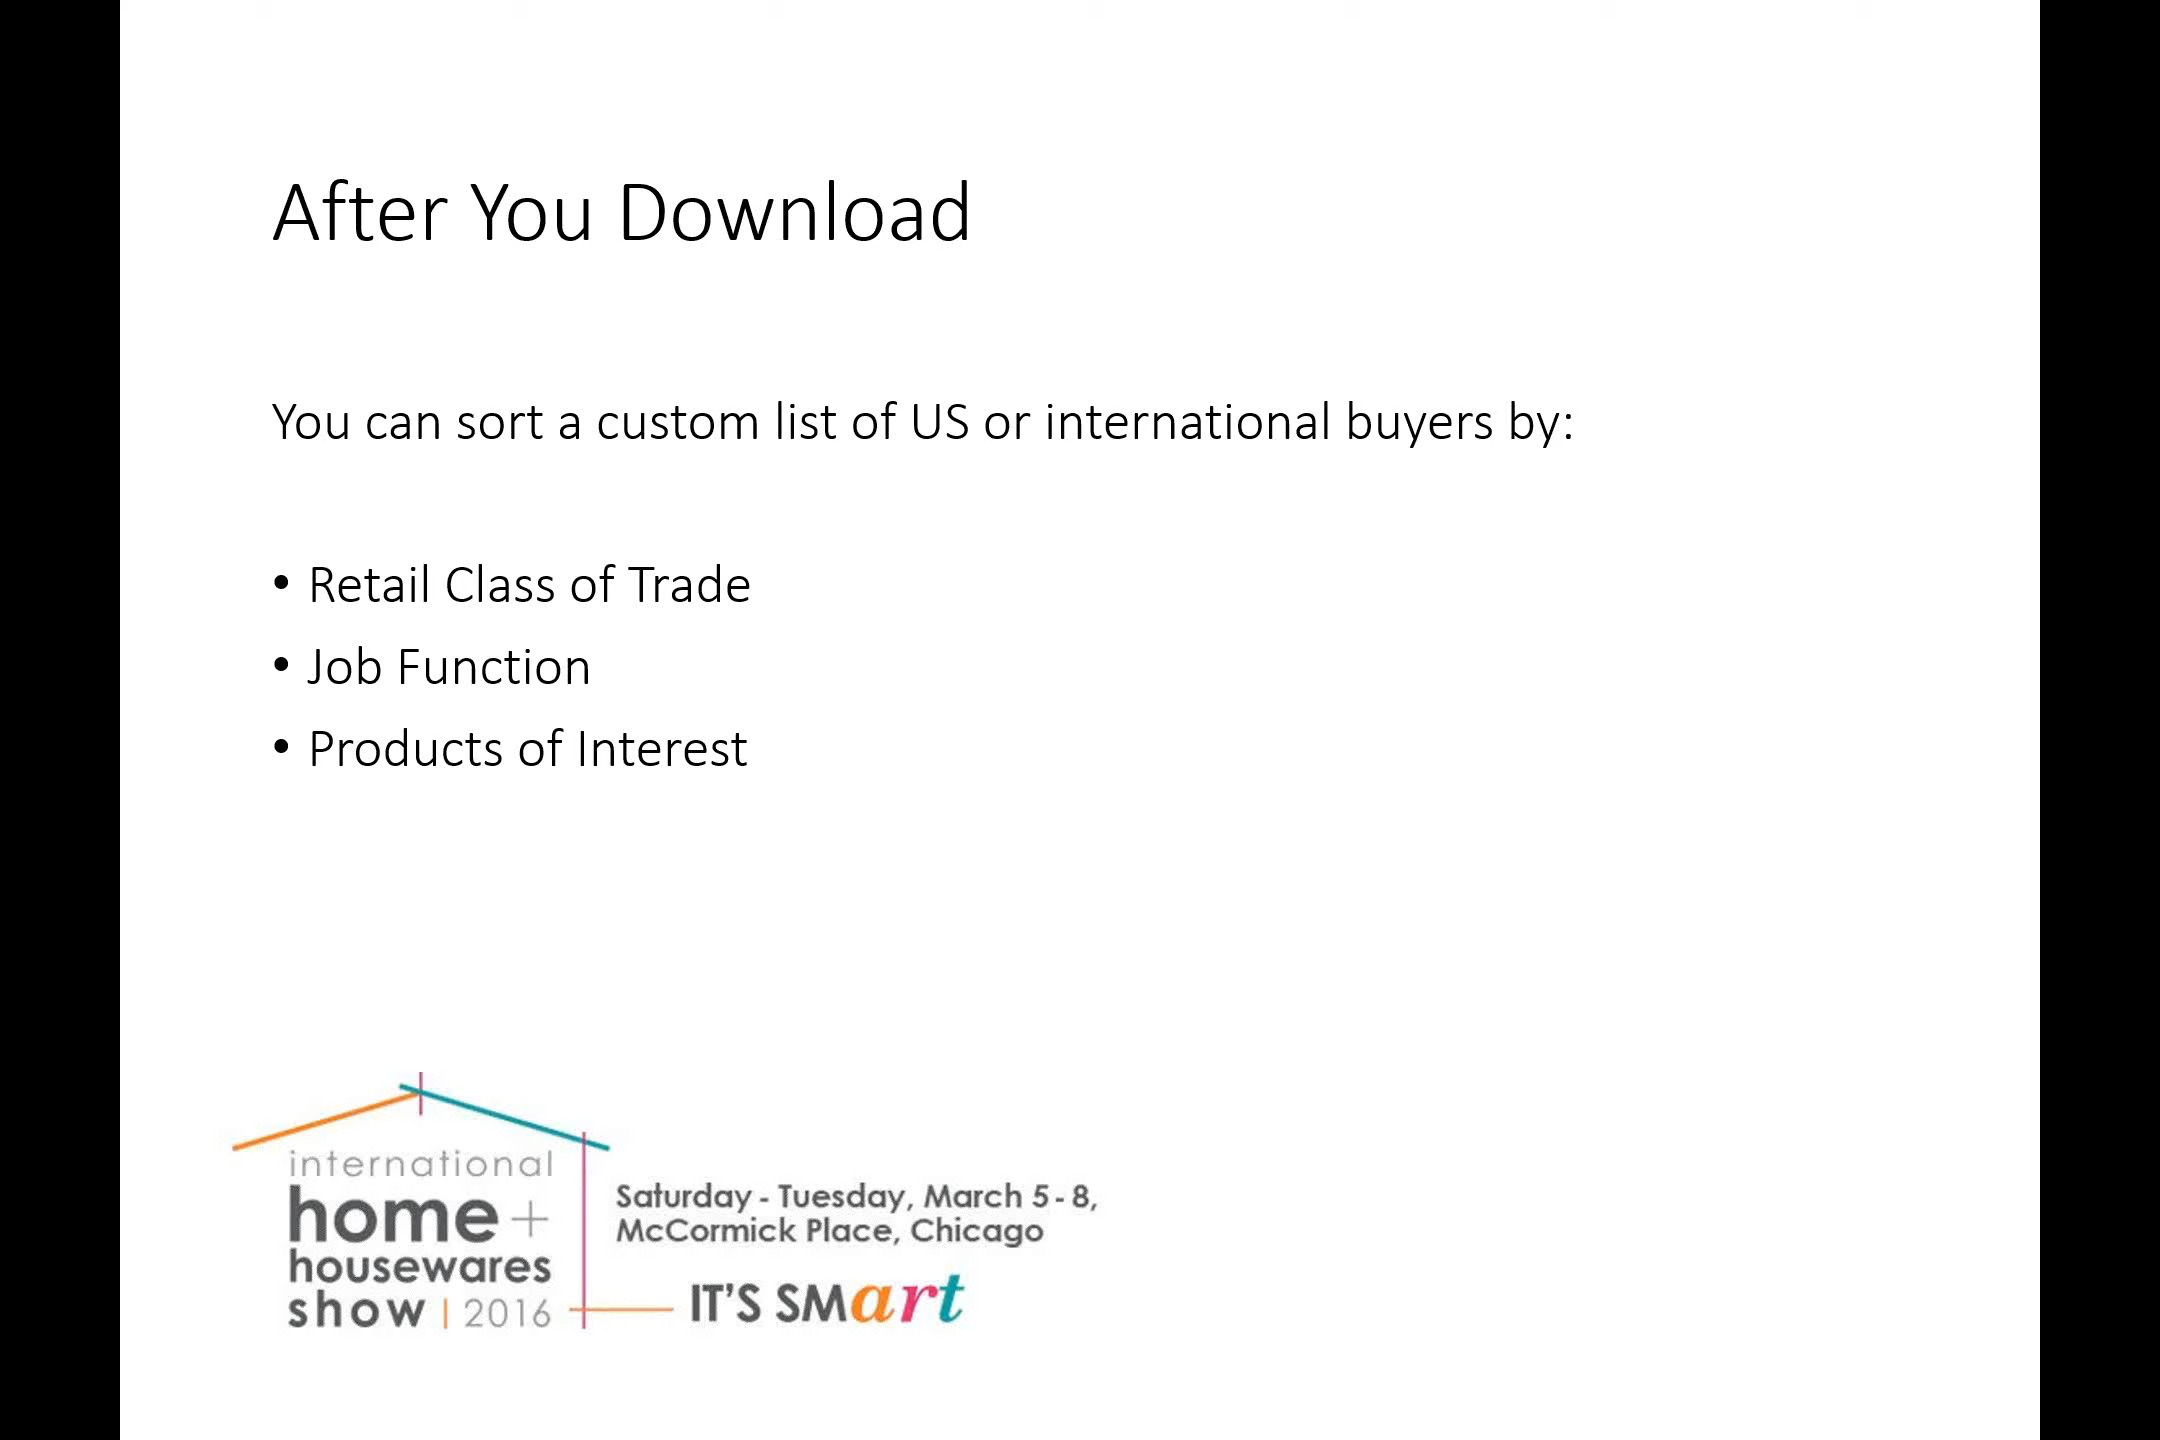 After You Download
You can sort a custom list of US or international buyers by:
• Retail Class of Trade
• Job Function
• Products of Interest
international
home +
housewares
show | 2016
Saturday - Tuesday, March 5 - 8,
McCormick Place, Chicago
IT'S SMart